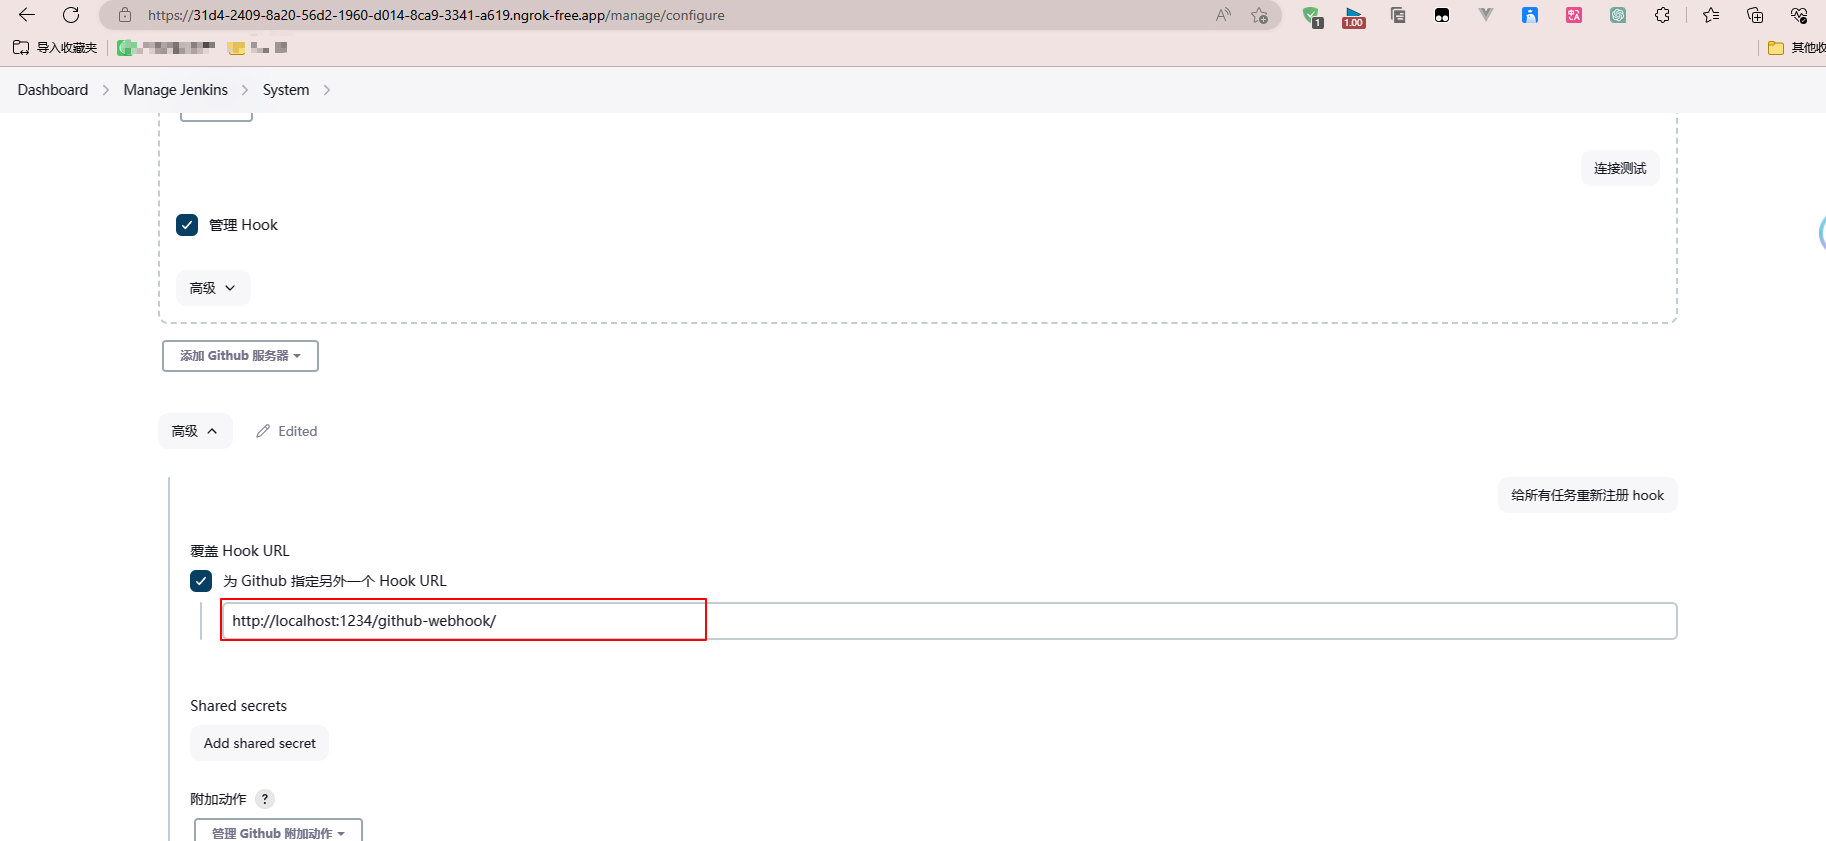 https://31d4-2409-8a20-56d2-1960-d014-8ca9-3341-a619.ngrok-free.app/manage/configure
1
1.00
导入收藏夹
其他收
Dashboard
Manage Jenkins
System
连接测试
管理 Hook
高级
添加 Github 服务器
高级
Edited
给所有任务重新注册 hook
覆盖 Hook URL
为 Github 指定另外一个 Hook URL
http://localhost:1234/github-webhook/
Shared secrets
Add shared secret
附加动作 ?
管理 Github 附加动作